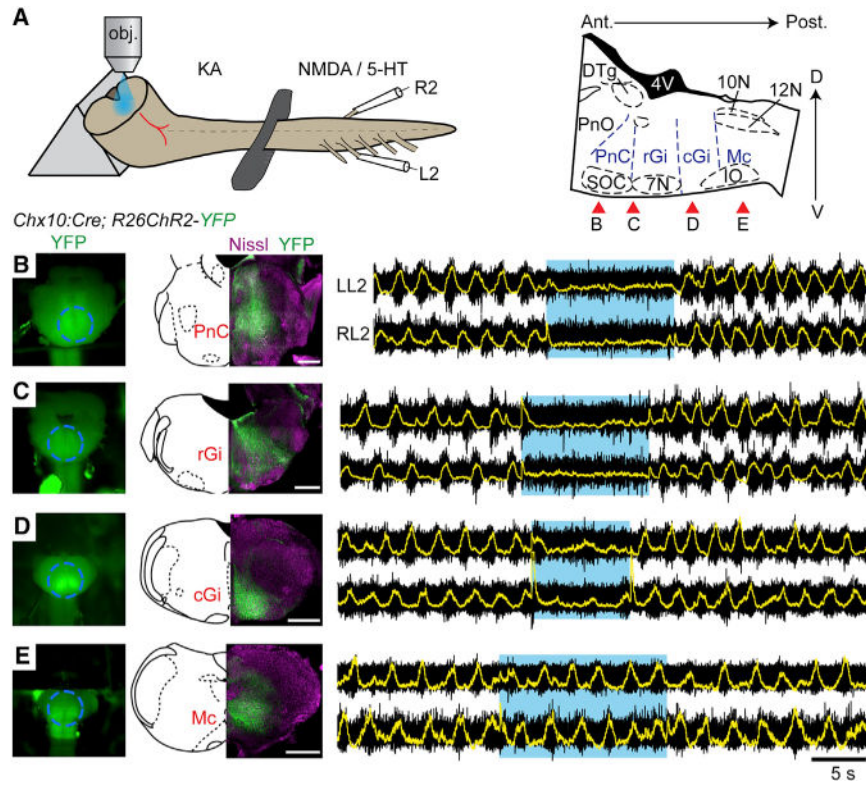 A
obj.
KA
NMDA / 5-HT
R2
L2
Ant.
Post.
DTg
4V
10N
12N
D
PnO
PnC
rGi
cGi
Mc
SOC
7N
IO
V
B
C
D
E
Chx10:Cre; R26ChR2-YFP
YFP
Nissl YFP
B
PnC
LL2
RL2
C
rGi
D
cGi
E
Mc
5 s